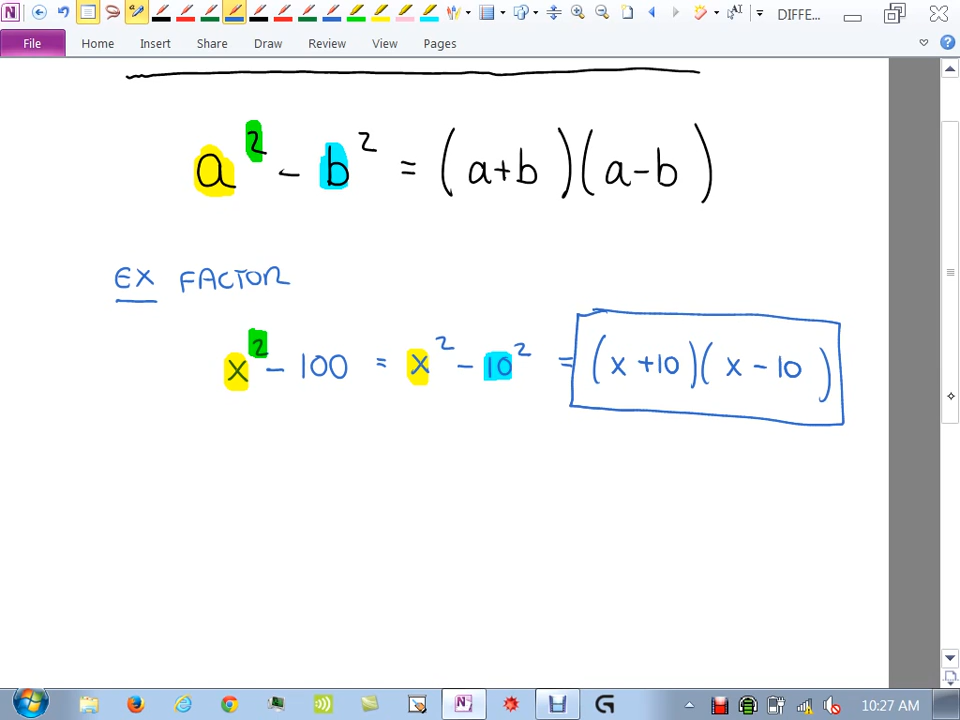 DIFFE...
File Home Insert Share Draw Review View Pages
a² - b² = (a+b)(a-b)
EX FACTOR
x² - 100 = x² - 10² = (x+10)(x-10)
10:27 AM